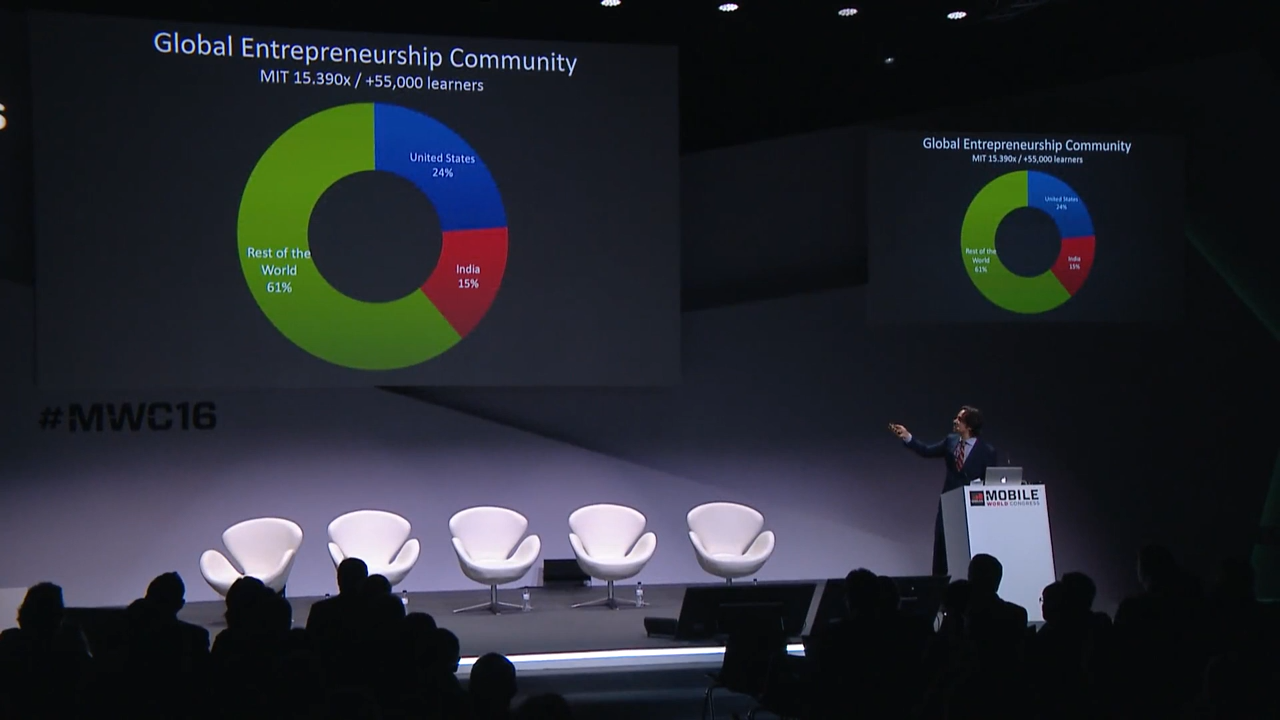 Global Entrepreneurship Community
MIT 15.390x / +55,000 learners
United States
24%
India
15%
Rest of the
World
61%
S
Global Entrepreneurship Community
MIT 15.390x / +55,000 learners
United States
24%
India
15%
Rest of the
World
61%
#MWC16
MOBILE
WORLD CONGRESS